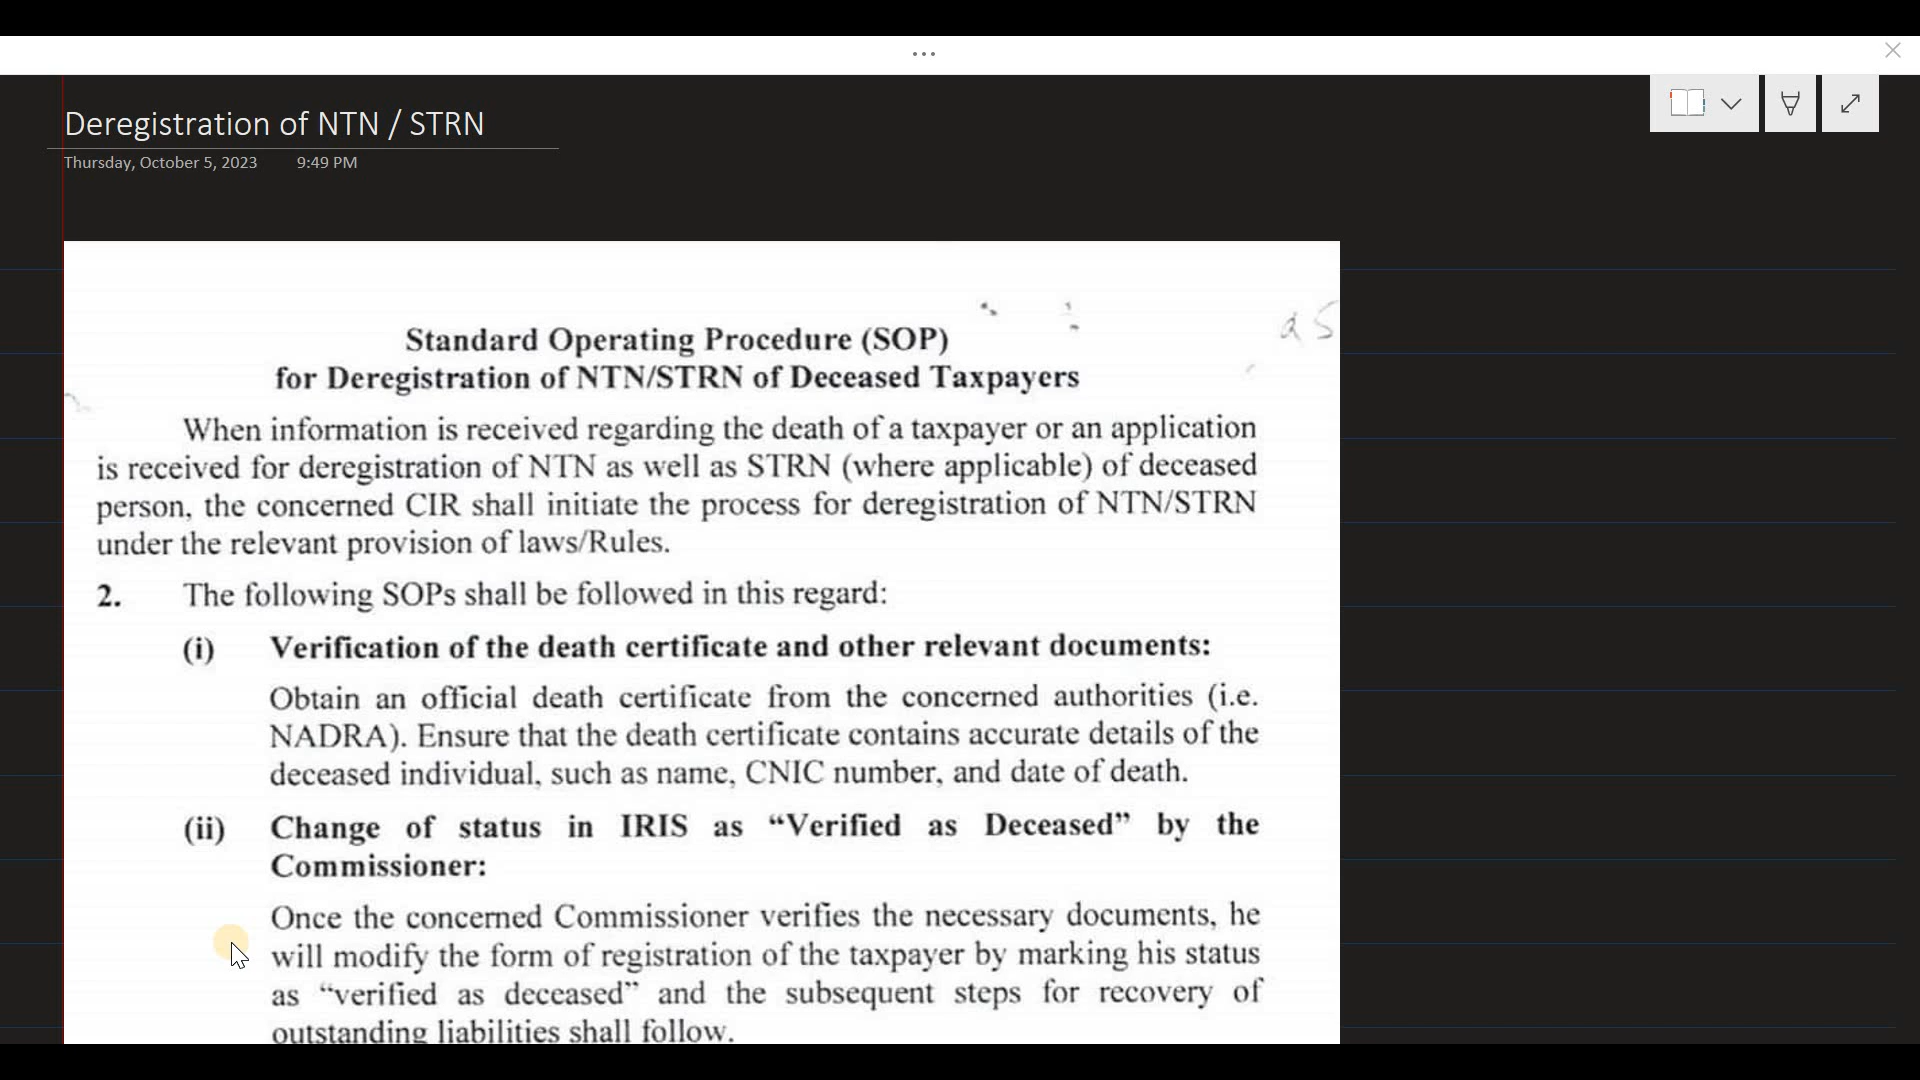 Deregistration of NTN / STRN
Thursday, October 5, 2023 9:49 PM
Standard Operating Procedure (SOP)
for Deregistration of NTN/STRN of Deceased Taxpayers
When information is received regarding the death of a taxpayer or an application
is received for deregistration of NTN as well as STRN (where applicable) of deceased
person, the concerned CIR shall initiate the process for deregistration of NTN/STRN
under the relevant provision of laws/Rules.
2. The following SOPs shall be followed in this regard:
(i) Verification of the death certificate and other relevant documents:
Obtain an official death certificate from the concerned authorities (i.e.
NADRA). Ensure that the death certificate contains accurate details of the
deceased individual, such as name, CNIC number, and date of death.
(ii) Change of status in IRIS as “Verified as Deceased” by the
Commissioner:
Once the concerned Commissioner verifies the necessary documents, he
will modify the form of registration of the taxpayer by marking his status
as “verified as deceased” and the subsequent steps for recovery of
outstanding liabilities shall follow.